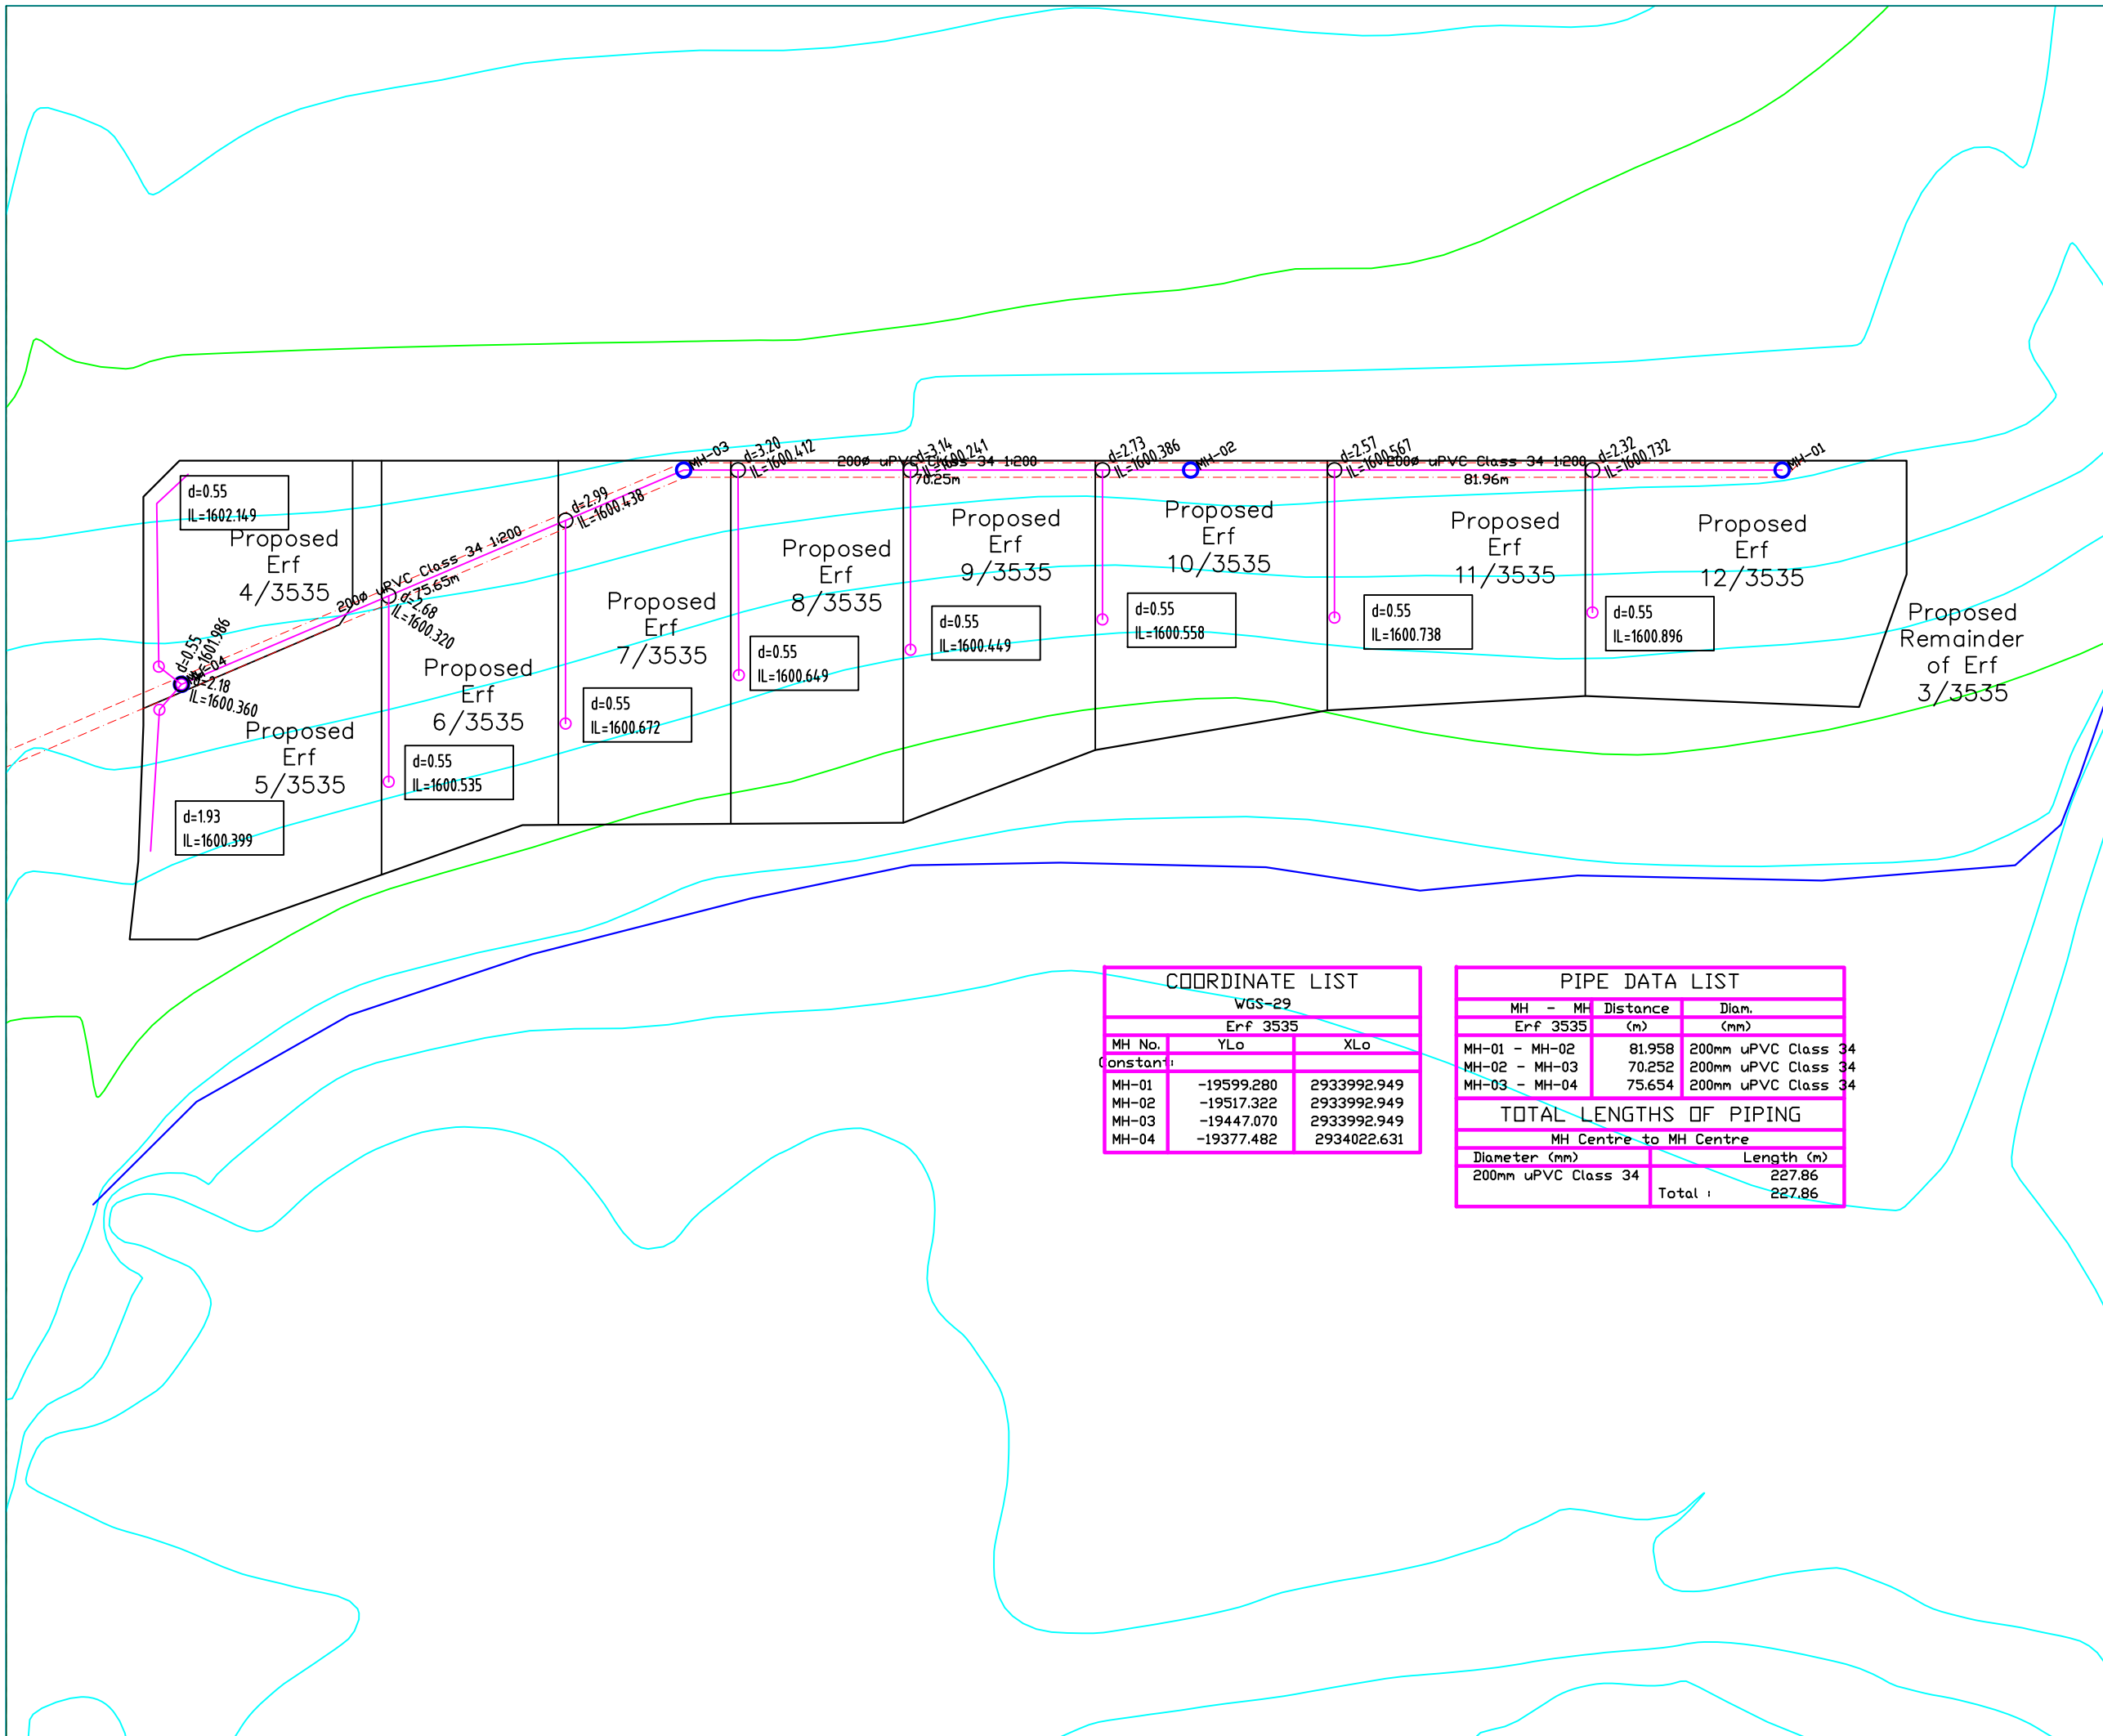 MH-03
d=3.20
IL=1600.412
d=3.14
IL=1600.241
200ø uPVC Class 34 1:200
70.25m
d=2.73
IL=1600.386
MH-02
d=2.57
IL=1600.567
200ø uPVC Class 34 1:200
81.96m
d=2.32
IL=1600.732
MH-01
d=0.55
IL=1602.149
Proposed
Erf
4/3535
200ø uPVC Class 34 1:200
75.65m
d=2.99
IL=1600.438
d=2.68
IL=1600.320
d=0.55
IL=1601.986
MH-04
d=2.18
IL=1600.360
Proposed
Erf
5/3535
d=1.93
IL=1600.399
Proposed
Erf
6/3535
d=0.55
IL=1600.535
Proposed
Erf
7/3535
d=0.55
IL=1600.672
Proposed
Erf
8/3535
d=0.55
IL=1600.649
Proposed
Erf
9/3535
d=0.55
IL=1600.449
Proposed
Erf
10/3535
d=0.55
IL=1600.558
Proposed
Erf
11/3535
d=0.55
IL=1600.738
Proposed
Erf
12/3535
d=0.55
IL=1600.896
Proposed
Remainder
of Erf
3/3535
COORDINATE LIST
WGS-29
Erf 3535
MH No. YLo XLo
Constant:
MH-01 -19599.280 2933992.949
MH-02 -19517.322 2933992.949
MH-03 -19447.070 2933992.949
MH-04 -19377.482 2934022.631
PIPE DATA LIST
MH - MH Distance Diam.
Erf 3535 (m) (mm)
MH-01 - MH-02 81.958 200mm uPVC Class 34
MH-02 - MH-03 70.252 200mm uPVC Class 34
MH-03 - MH-04 75.654 200mm uPVC Class 34
TOTAL LENGTHS OF PIPING
MH Centre to MH Centre
Diameter (mm) Length (m)
200mm uPVC Class 34 227.86
Total : 227.86